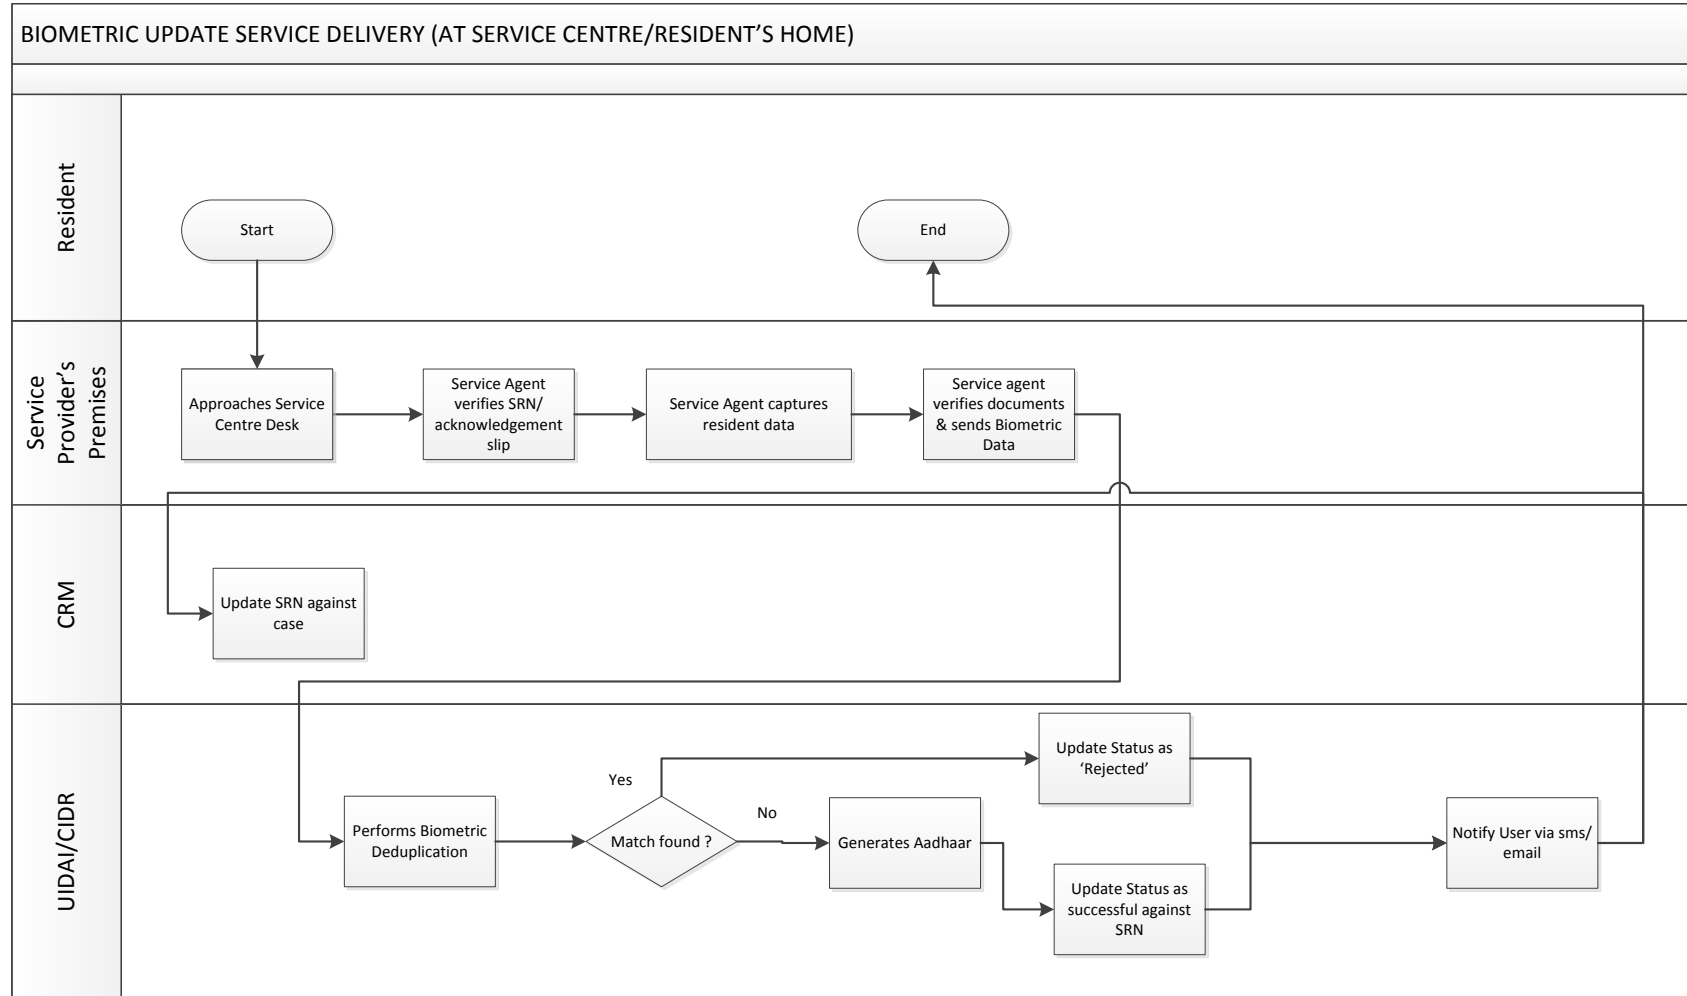 BIOMETRIC UPDATE SERVICE DELIVERY (AT SERVICE CENTRE/RESIDENT’S HOME)
Resident
Start
End
Service
Provider’s
Premises
Approaches Service
Centre Desk
Service Agent
verifies SRN/
acknowledgement
slip
Service Agent captures
resident data
Service agent
verifies documents
& sends Biometric
Data
CRM
Update SRN against
case
UIDAI/CIDR
Performs Biometric
Deduplication
Match found ?
Yes
No
Update Status as
‘Rejected’
Generates Aadhaar
Update Status as
successful against
SRN
Notify User via sms/
email